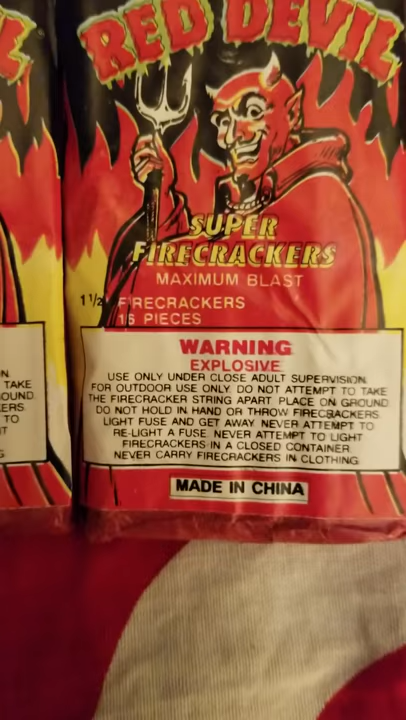 RED DEVIL
SUPER
FIRECRACKERS
MAXIMUM BLAST
1 1/2 FIRECRACKERS
16 PIECES
WARNING
EXPLOSIVE
USE ONLY UNDER CLOSE ADULT SUPERVISION.
FOR OUTDOOR USE ONLY. DO NOT ATTEMPT TO TAKE
THE FIRECRACKER STRING APART PLACE ON GROUND
DO NOT HOLD IN HAND OR THROW FIRECRACKERS.
LIGHT FUSE AND GET AWAY. NEVER ATTEMPT TO
RE-LIGHT A FUSE. NEVER ATTEMPT TO LIGHT
FIRECRACKERS IN A CLOSED CONTAINER
NEVER CARRY FIRECRACKERS IN CLOTHING
MADE IN CHINA
TAKE
TO